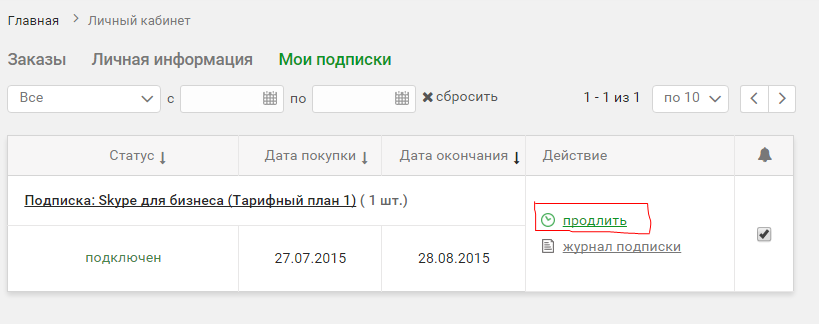 Главная > Личный кабинет
Заказы Личная информация Мои подписки
Все с по сбросить 1 - 1 из 1 по 10
Статус Дата покупки Дата окончания Действие
Подписка: Skype для бизнеса (Тарифный план 1) ( 1 шт.)
продлить
журнал подписки
подключен 27.07.2015 28.08.2015